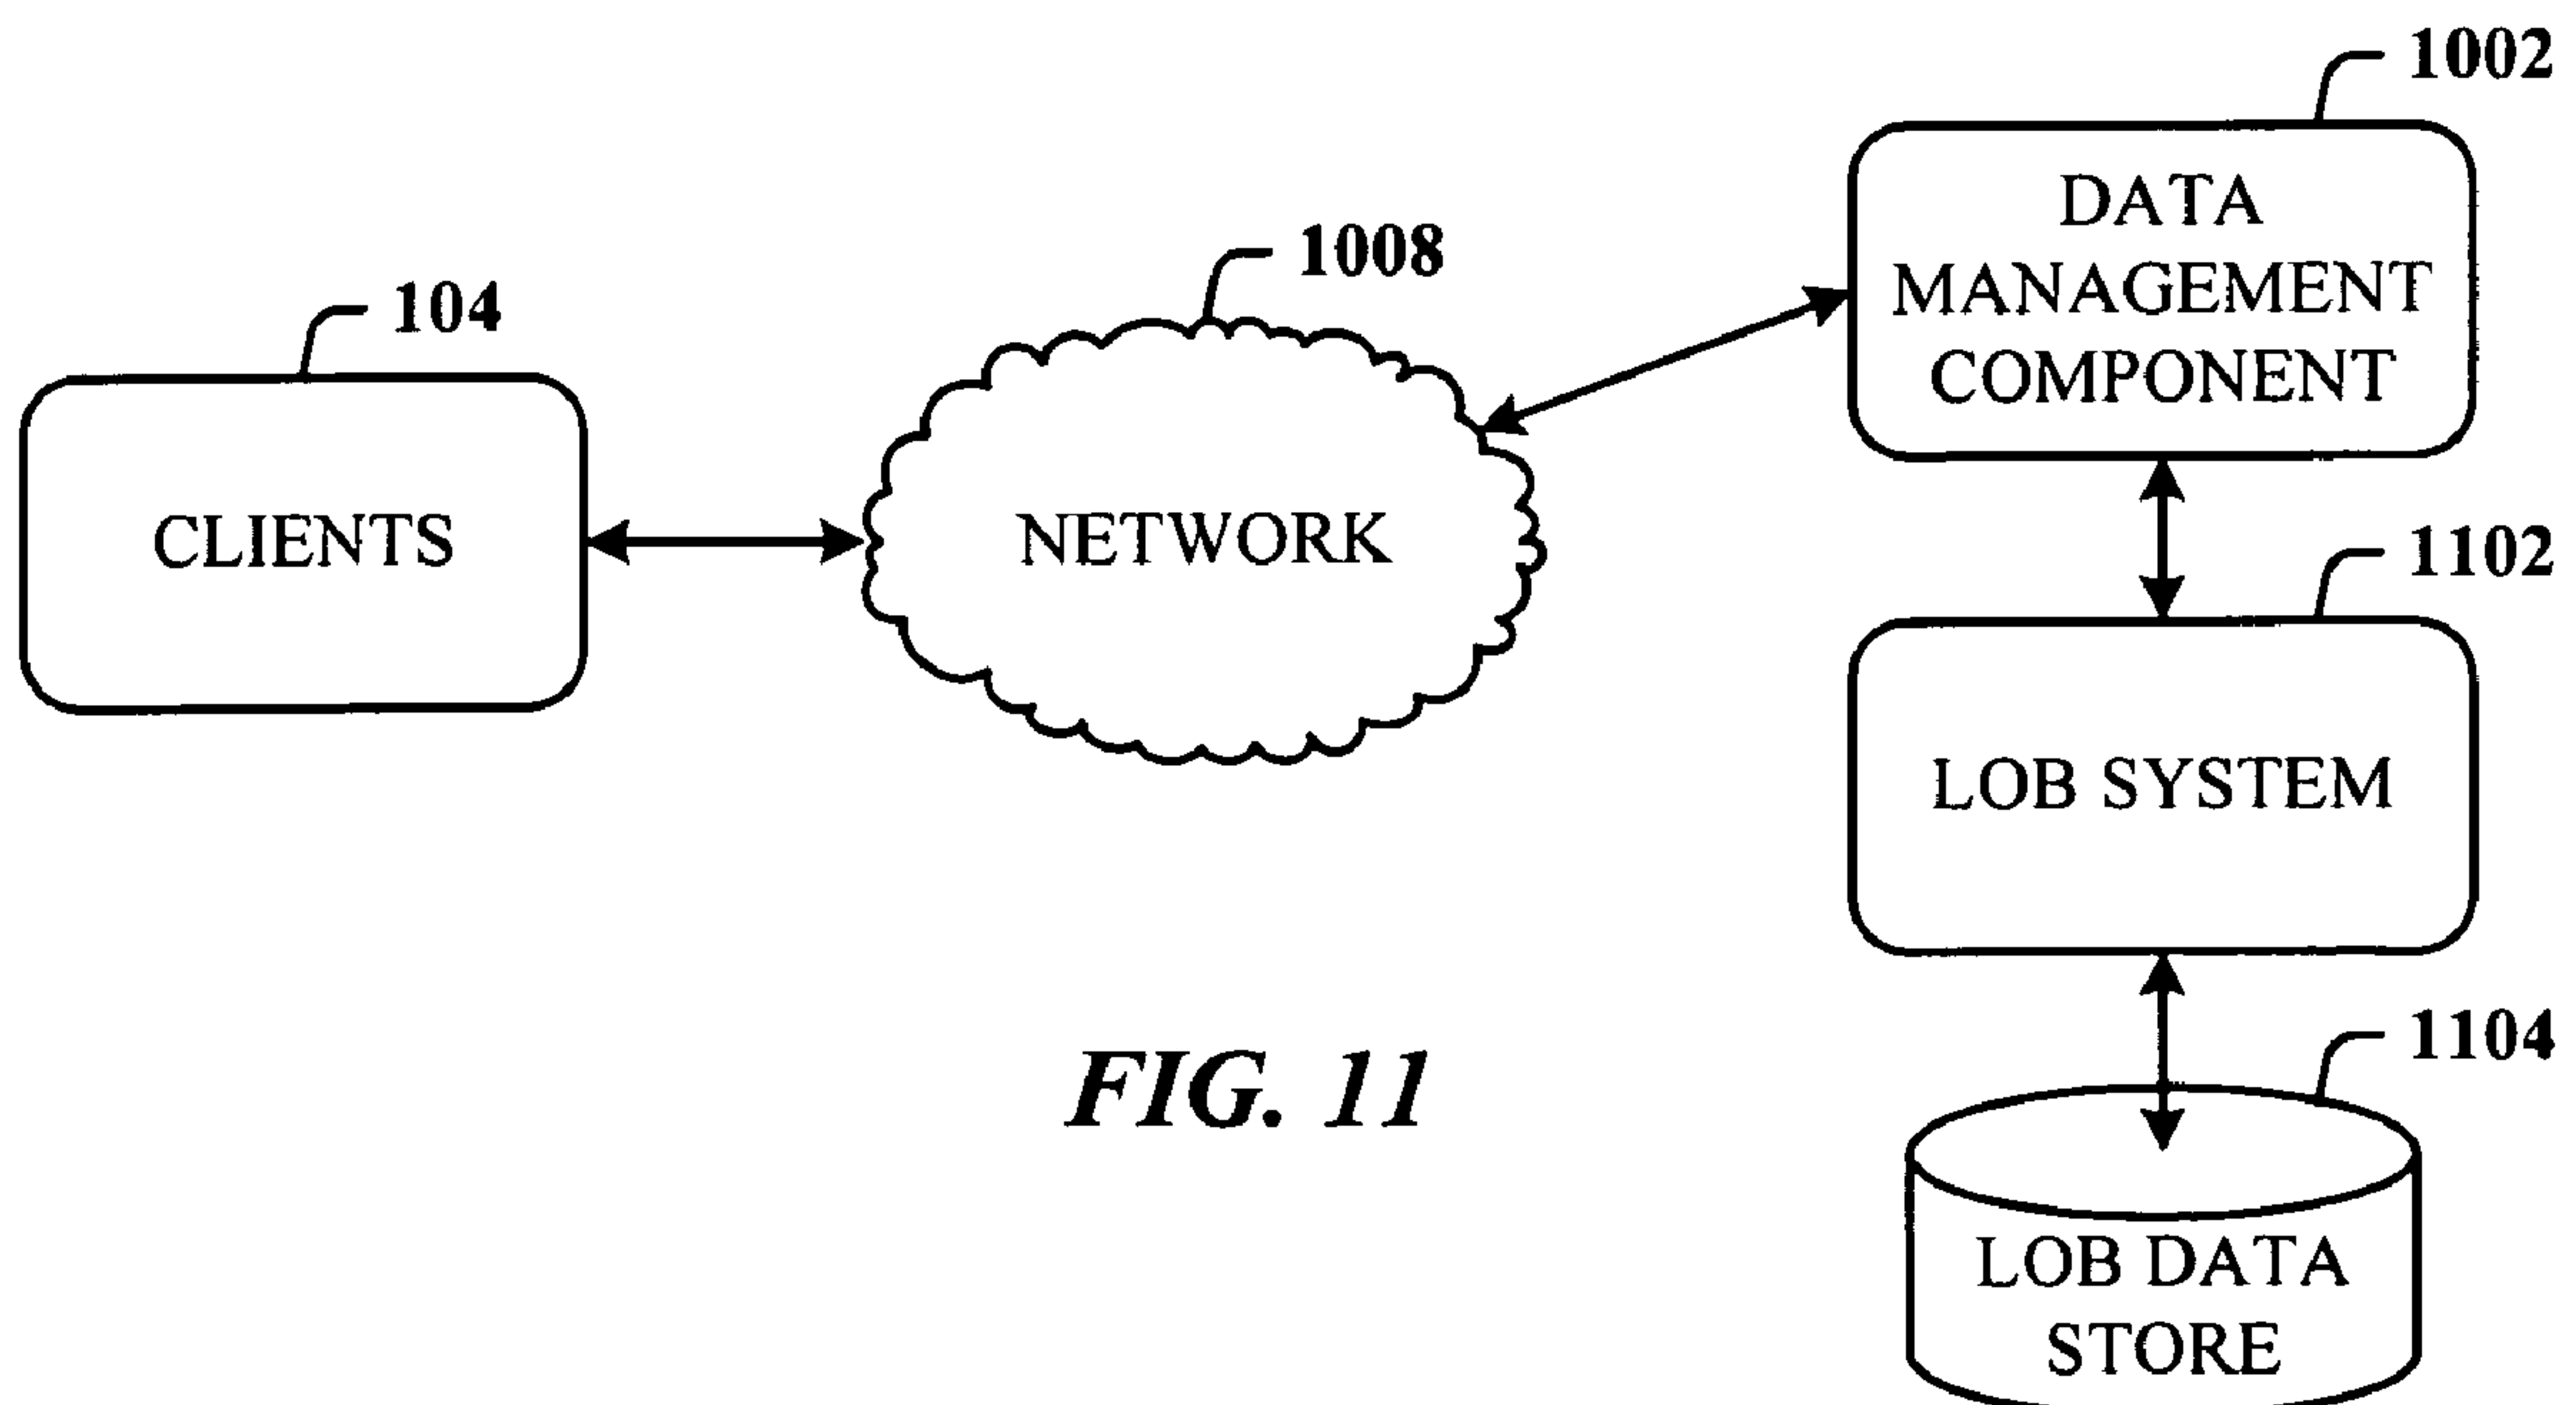 1002
DATA
MANAGEMENT
COMPONENT
1008
104
CLIENTS
NETWORK
1102
LOB SYSTEM
1104
LOB DATA
STORE
FIG. 11